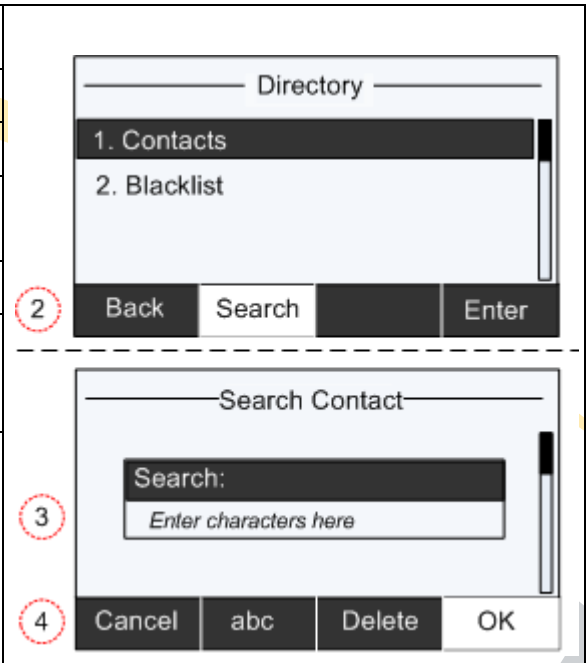 Directory
1. Contacts
2. Blacklist
2 Back Search Enter
Search Contact
Search:
3 Enter characters here
4 Cancel abc Delete OK